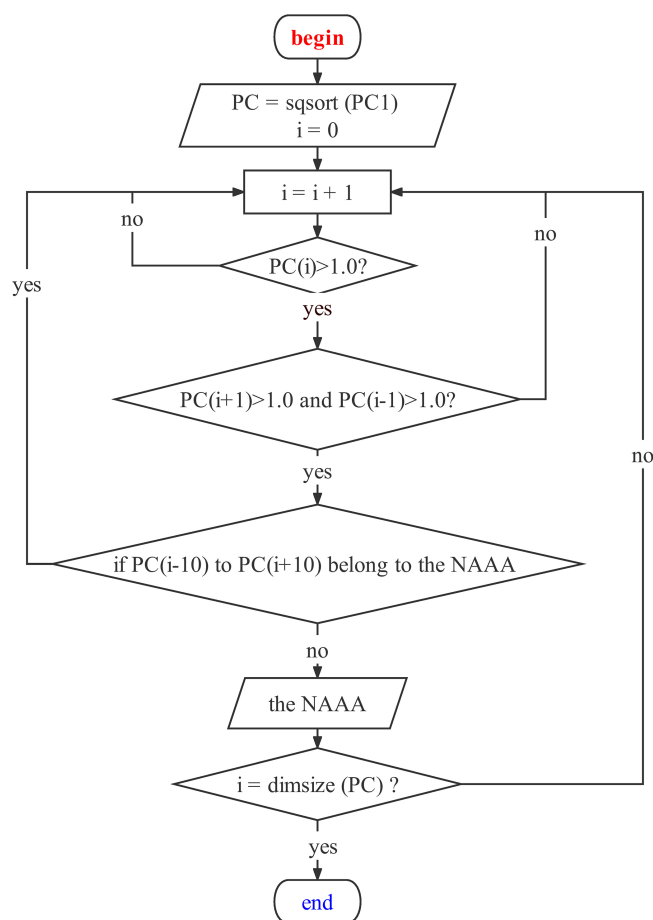 begin
PC = sqsort (PC1)
i = 0
i = i + 1
no
no
PC(i)>1.0?
yes
yes
PC(i+1)>1.0 and PC(i-1)>1.0?
no
yes
if PC(i-10) to PC(i+10) belong to the NAAA
no
the NAAA
i = dimsize (PC) ?
yes
end